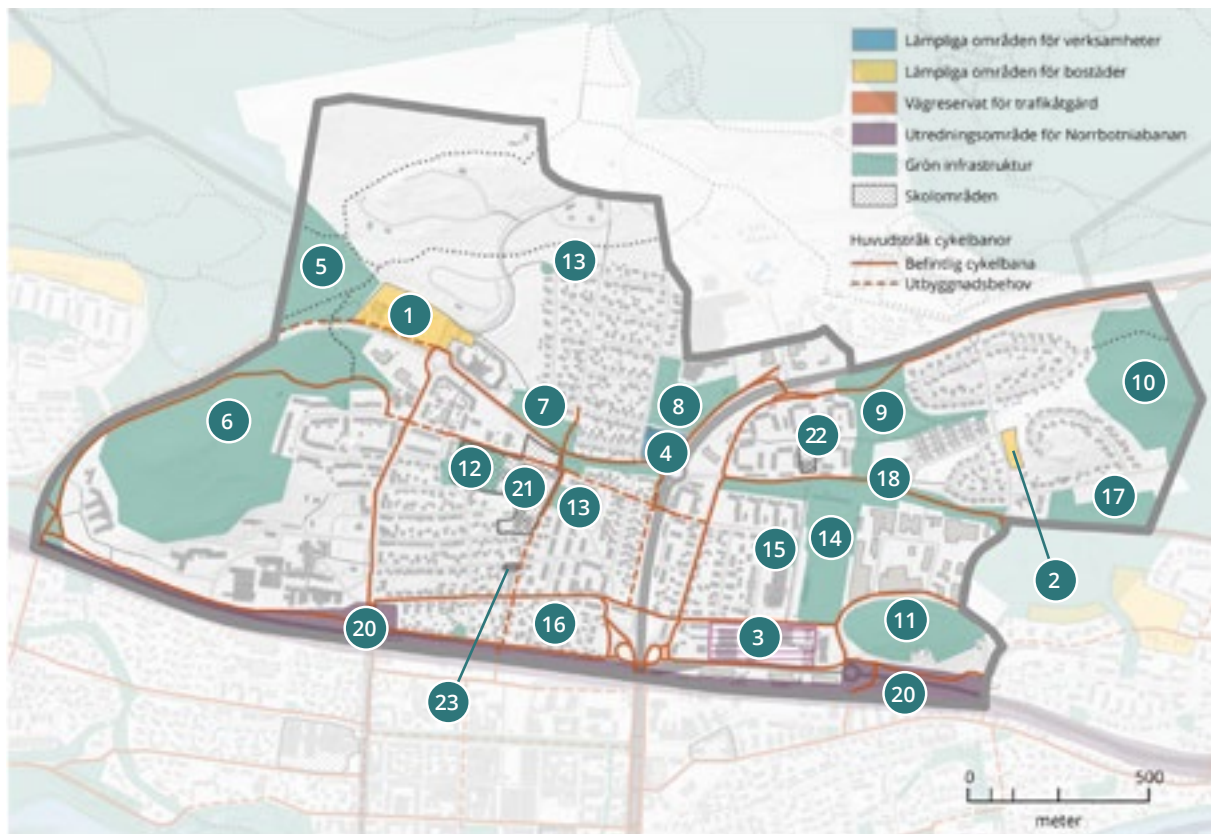 Lämpliga områden för verksamheter
Lämpliga områden för bostäder
Vägreservat för trafikåtgärd
Utredningsområde för Norrbotniabanan
Grön infrastruktur
Skolområden
Huvudstråk cykelbanor
Befintlig cykelbana
Utbyggnadsbehov
5
13
1
10
6
7
8
9
4
22
12
21
18
13
17
15
14
2
20
16
3
11
23
20
0
500
meter